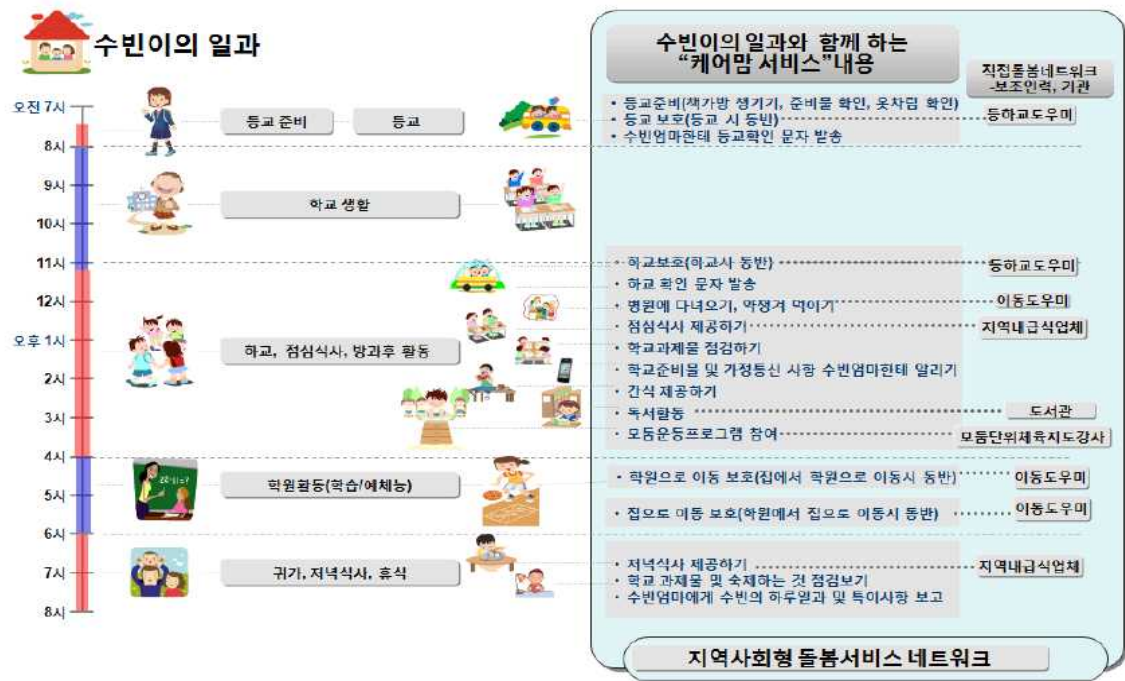 수빈이의 일과
수빈이의 일과와 함께 하는
“케어맘 서비스”내용
직접돌봄네트워크
-보조인력, 기관
오전 7시
등교 준비
등교
• 등교준비(책가방 챙기기, 준비물 확인, 옷차림 확인)
• 등교 보호(등교 시 동반)
• 수빈엄마한테 등교확인 문자 발송
등하교도우미
8시
9시
학교 생활
10시
11시
• 하교보호(하교시 동반)
등하교도우미
• 하교 확인 문자 발송
12시
• 병원에 다녀오기, 약챙겨 먹이기
이동도우미
• 점심식사 제공하기
지역내급식업체
오후 1시
하교, 점심식사, 방과후 활동
• 학교과제물 점검하기
• 학교준비물 및 가정통신 사항 수빈엄마한테 알리기
2시
• 간식 제공하기
3시
• 독서활동
도서관
• 모둠운동프로그램 참여
모둠단위체육지도강사
4시
학원활동(학습/예체능)
• 학원으로 이동 보호(집에서 학원으로 이동시 동반)
이동도우미
5시
• 집으로 이동 보호(학원에서 집으로 이동시 동반)
이동도우미
6시
7시
귀가, 저녁식사, 휴식
• 저녁식사 제공하기
지역내급식업체
• 학교 과제물 및 숙제하는 것 점검보기
• 수빈엄마에게 수빈의 하루일과 및 특이사항 보고
8시
지역사회형 돌봄서비스 네트워크